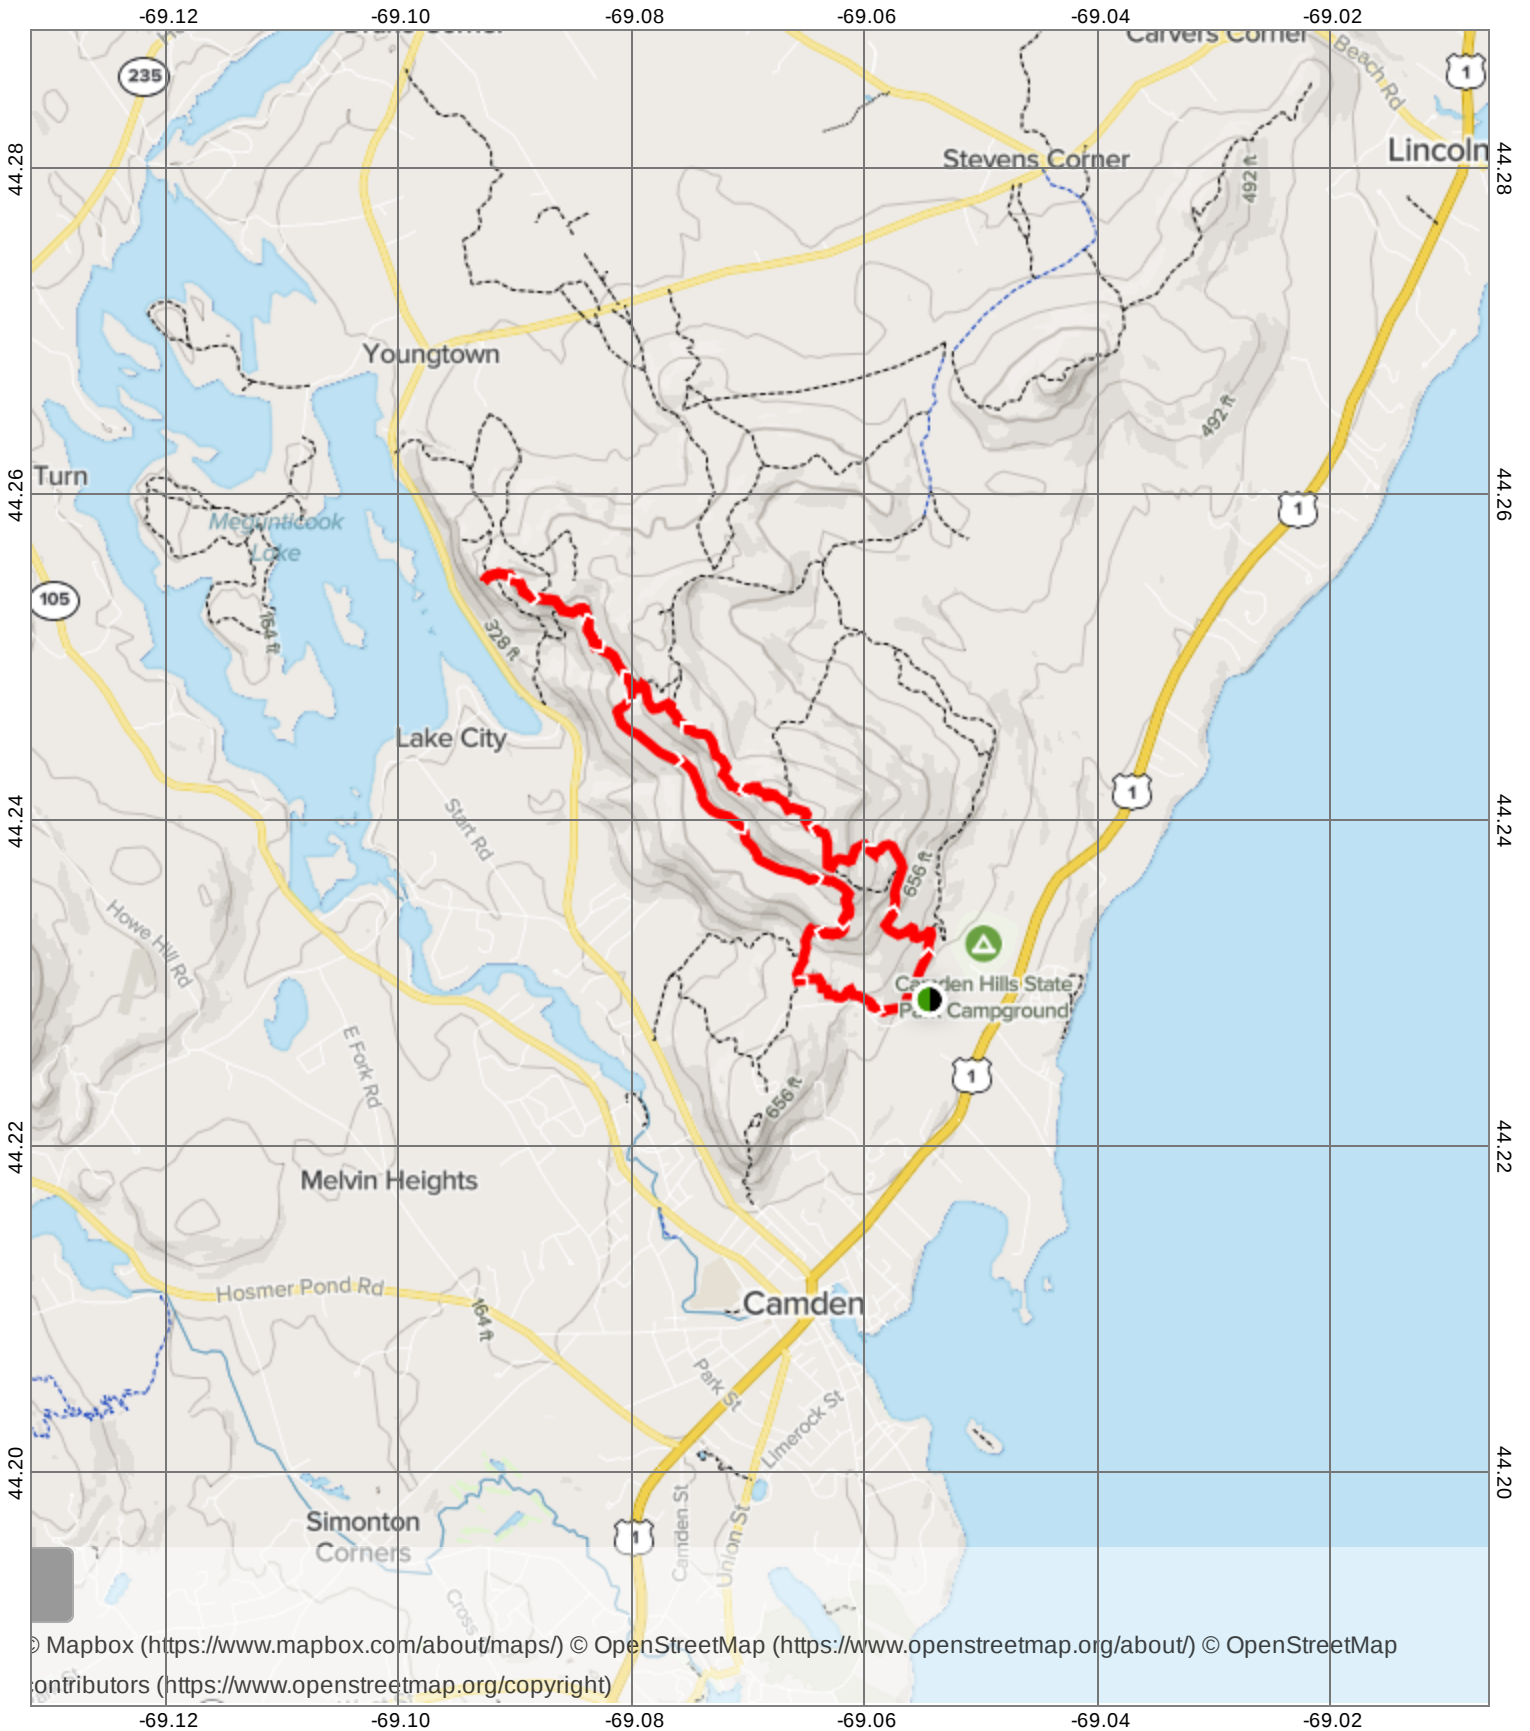 -69.12 -69.10 -69.08 -69.06 -69.04 -69.02
Carvers Corner
Beach Rd
235
1
Lincoln
44.28
44.28
Stevens Corner
492 ft
Youngtown
492 ft
Turn
44.26
44.26
1
Megunticook
Lake
105
164 ft
328 ft
Lake City
1
44.24
44.24
Start Rd
656 ft
Howe Hill Rd
Camden Hills State
Park Campground
E Fork Rd
1
656 ft
44.22
44.22
Melvin Heights
Hosmer Pond Rd
164 ft
Camden
Park St
Limerock St
44.20
44.20
Camden St
Union St
Simonton
Corners
1
Cross
© Mapbox (https://www.mapbox.com/about/maps/) © OpenStreetMap (https://www.openstreetmap.org/about/) © OpenStreetMap
contributors (https://www.openstreetmap.org/copyright)
-69.12 -69.10 -69.08 -69.06 -69.04 -69.02